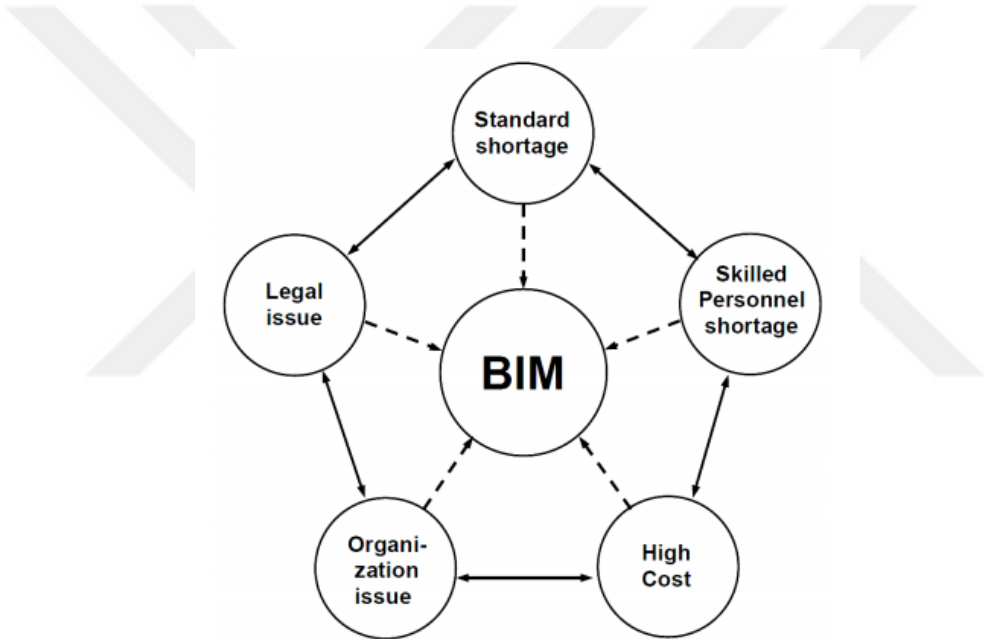 Standard
shortage
Legal
issue
Skilled
Personnel
shortage
BIM
Organi-
zation
issue
High
Cost